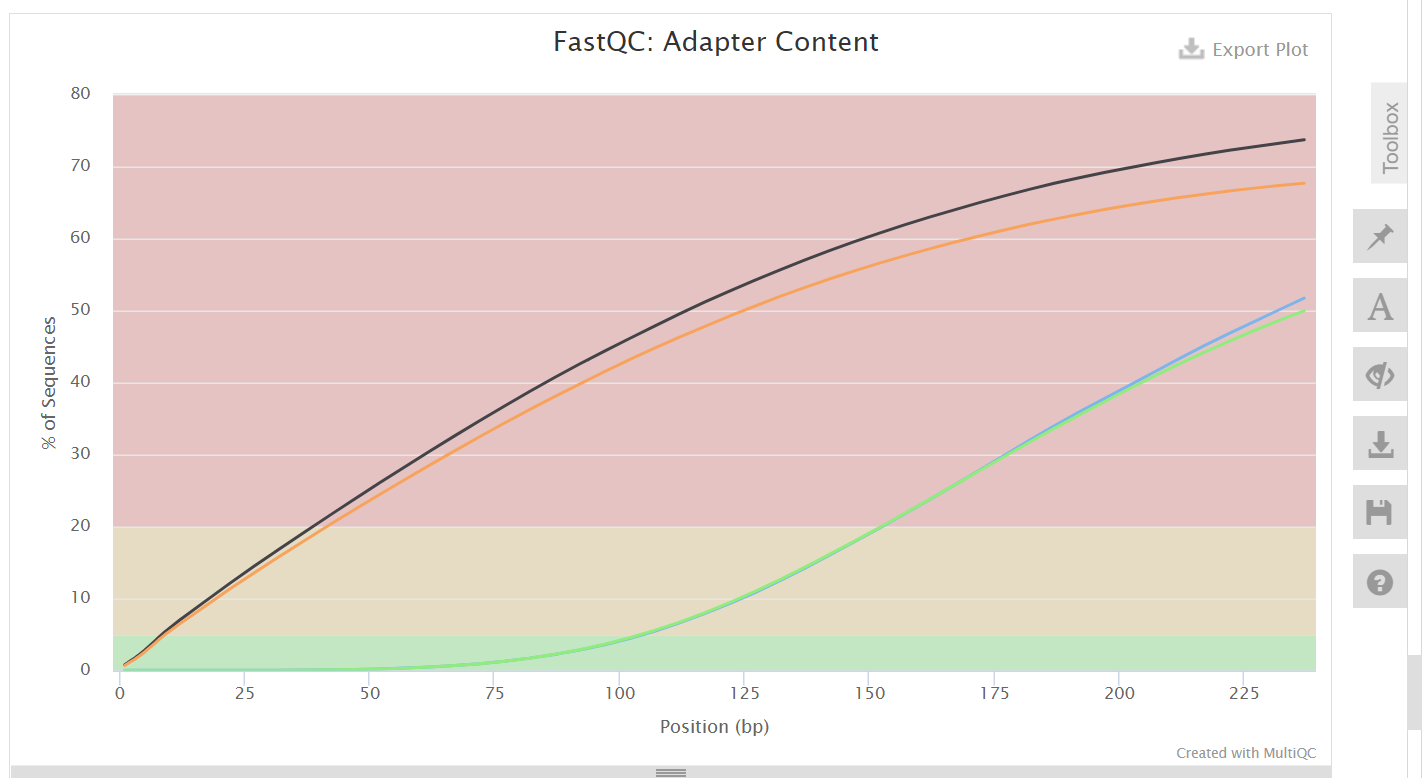 FastQC: Adapter Content
Export Plot
Toolbox
% of Sequences
80
70
60
50
40
30
20
10
0
0 25 50 75 100 125 150 175 200 225
Position (bp)
Created with MultiQC
A
?